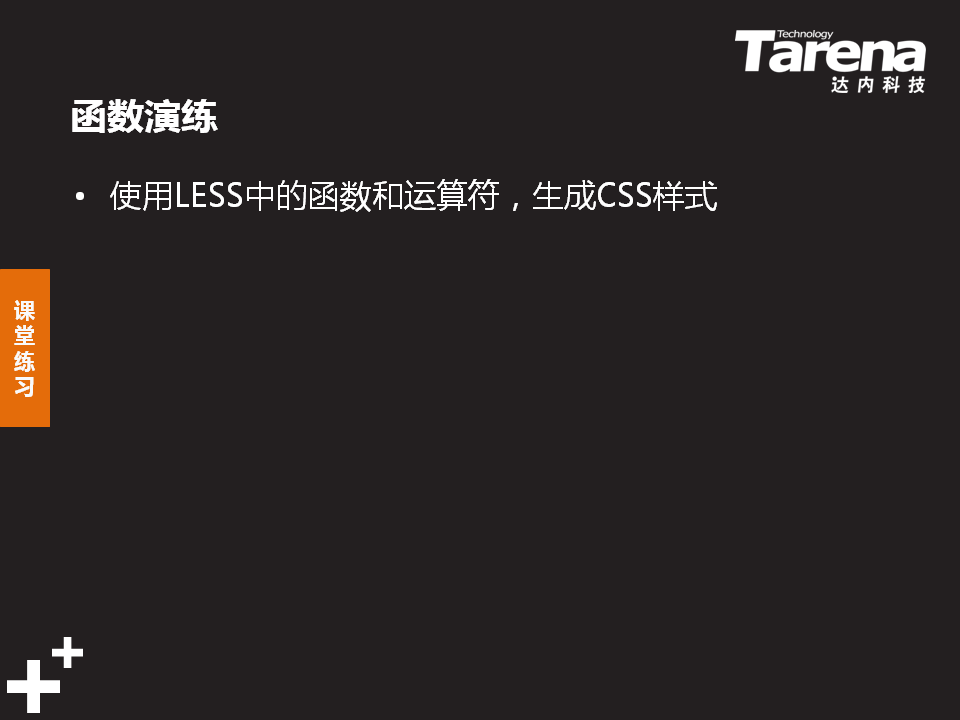 Technology
Tarena
达内科技
函数演练
• 使用LESS中的函数和运算符，生成CSS样式
课
堂
练
习